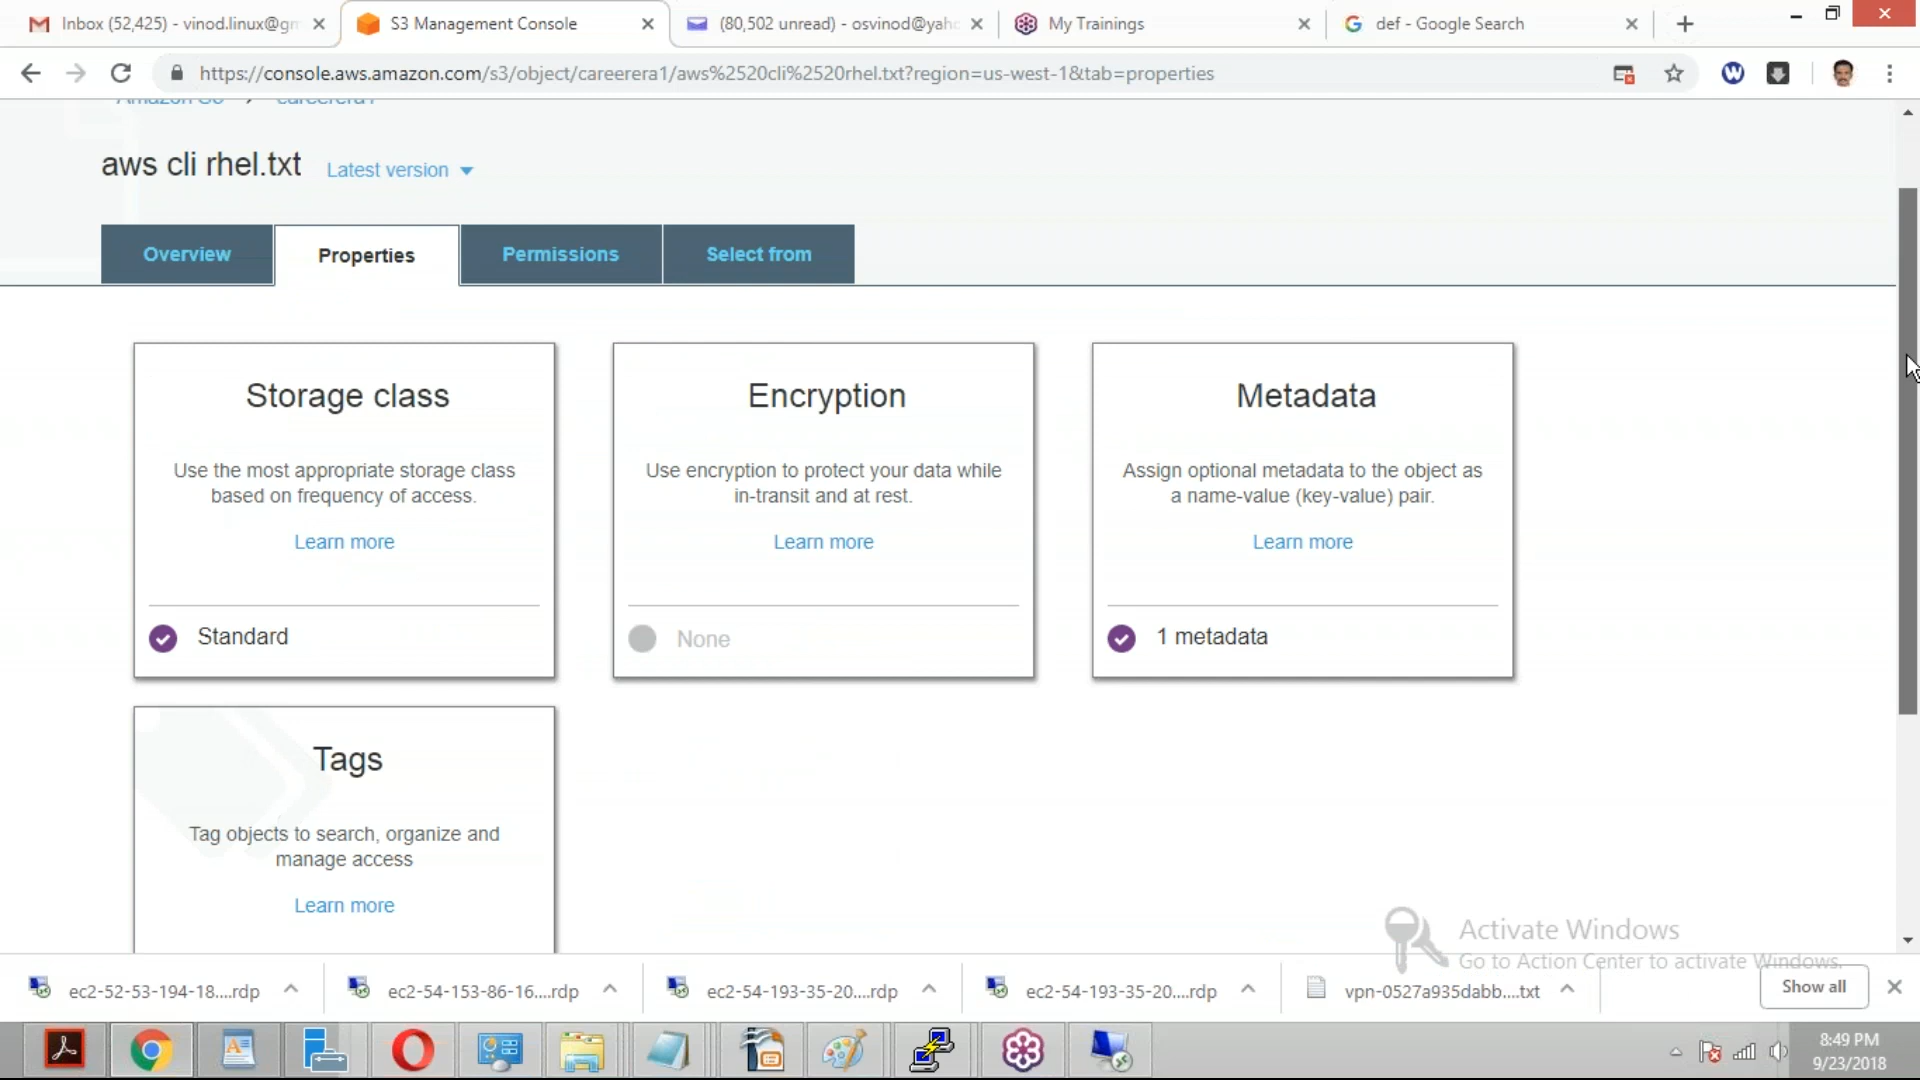 Inbox (52,425) - vinod.linux@gm
S3 Management Console
(80,502 unread) - osvinod@yaho
My Trainings
def - Google Search
https://console.aws.amazon.com/s3/object/careerera1/aws%2520cli%2520rhel.txt?region=us-west-1&tab=properties
Amazon S3 > careerera1
aws cli rhel.txt
Latest version
Overview
Properties
Permissions
Select from
Storage class
Use the most appropriate storage class
based on frequency of access.
Learn more
Standard
Encryption
Use encryption to protect your data while
in-transit and at rest.
Learn more
None
Metadata
Assign optional metadata to the object as
a name-value (key-value) pair.
Learn more
1 metadata
Tags
Tag objects to search, organize and
manage access
Learn more
Activate Windows
Go to Action Center to activate Windows.
ec2-52-53-194-18....rdp
ec2-54-153-86-16....rdp
ec2-54-193-35-20....rdp
ec2-54-193-35-20....rdp
vpn-0527a935dabb....txt
Show all
8:49 PM
9/23/2018